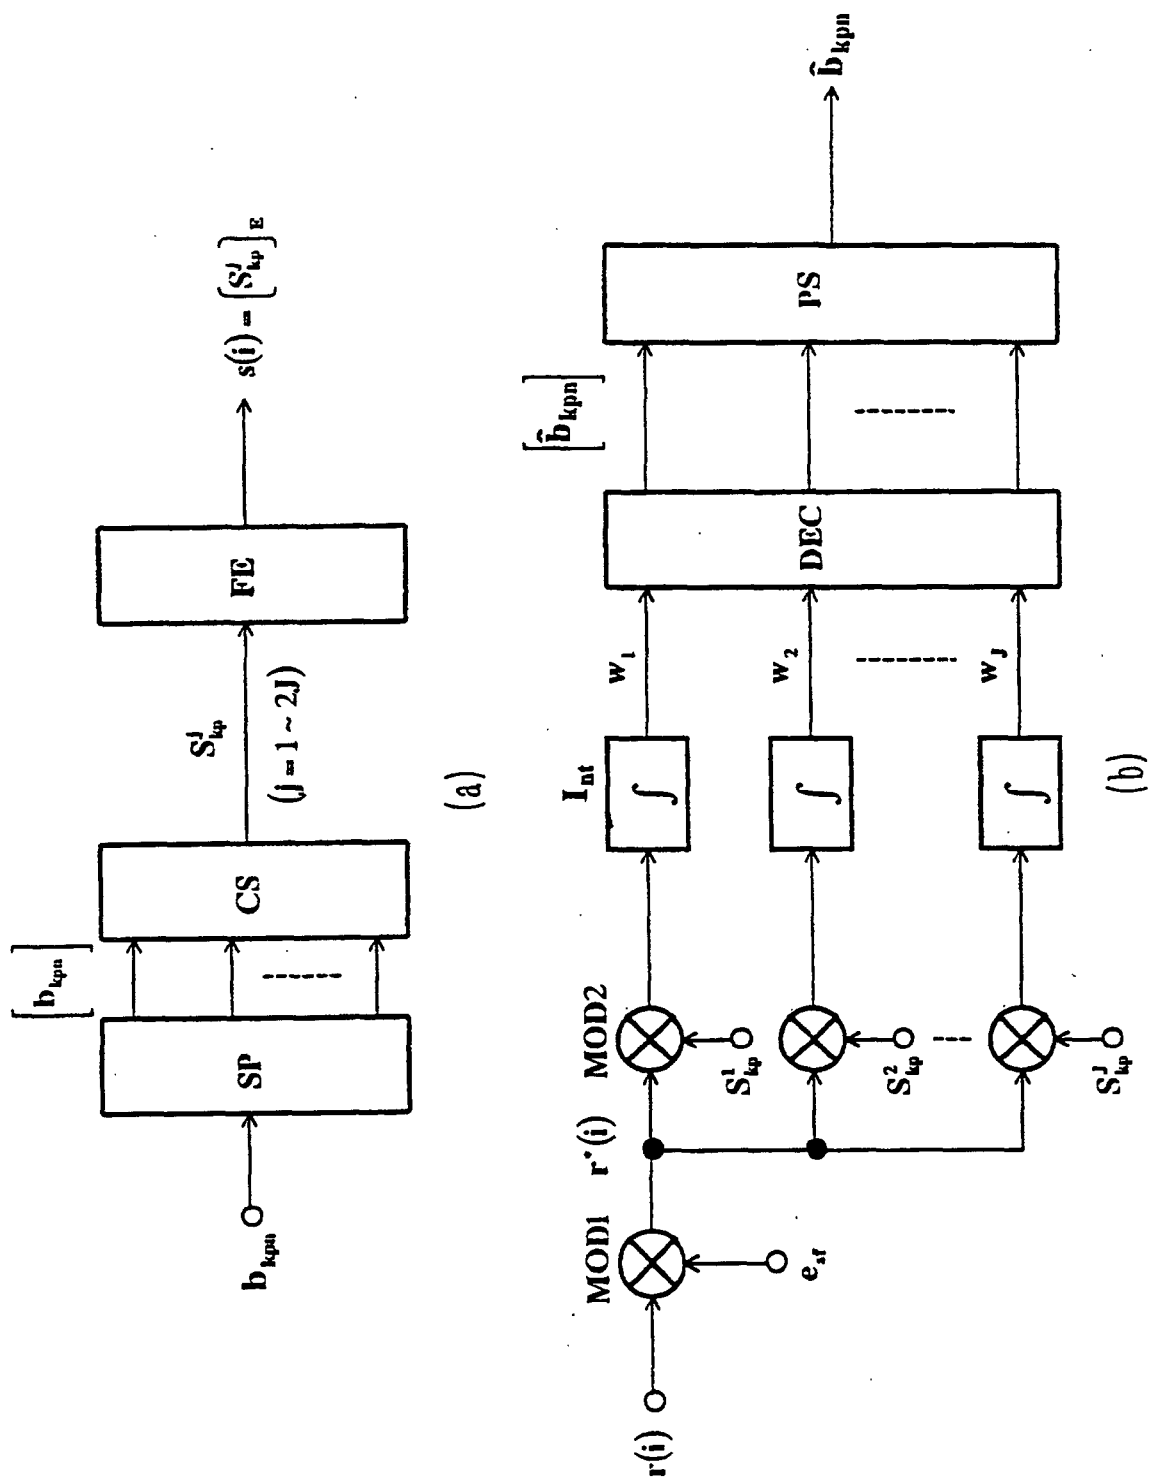 b_kpn
SP
[b_kpn]
CS
S^j_kp
(j = 1 ~ 2J)
FE
s(i) = [S^j_kp]_E
(a)
r(i)
MOD1
e_sf
r*(i)
MOD2
S^1_kp
S^2_kp
S^J_kp
I_nt
∫
∫
∫
w_1
w_2
w_J
DEC
[b̂_kpn]
PS
b̂_kpn
(b)